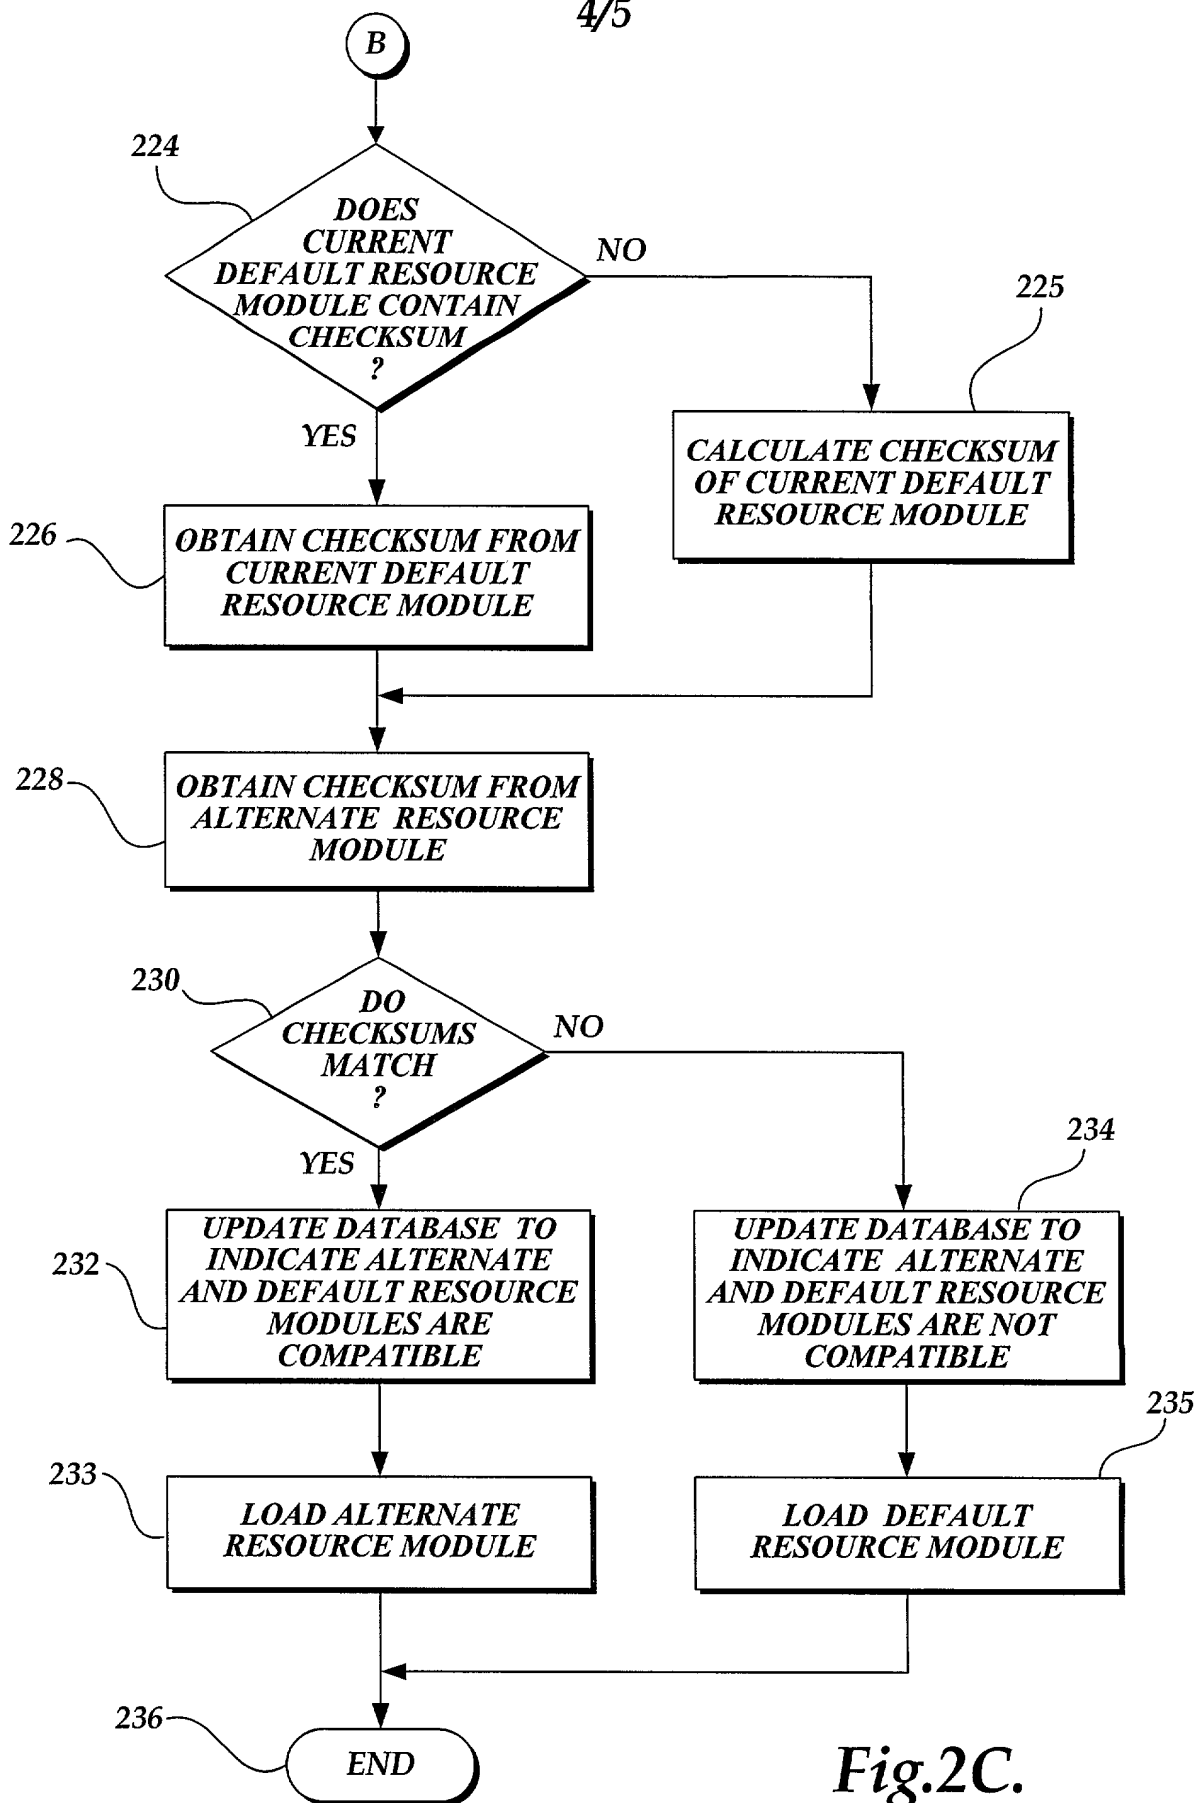 4/5
B
224
DOES
CURRENT
DEFAULT RESOURCE
MODULE CONTAIN
CHECKSUM
?
NO
YES
225
CALCULATE CHECKSUM
OF CURRENT DEFAULT
RESOURCE MODULE
226
OBTAIN CHECKSUM FROM
CURRENT DEFAULT
RESOURCE MODULE
228
OBTAIN CHECKSUM FROM
ALTERNATE RESOURCE
MODULE
230
DO
CHECKSUMS
MATCH
?
NO
YES
232
UPDATE DATABASE TO
INDICATE ALTERNATE
AND DEFAULT RESOURCE
MODULES ARE
COMPATIBLE
234
UPDATE DATABASE TO
INDICATE ALTERNATE
AND DEFAULT RESOURCE
MODULES ARE NOT
COMPATIBLE
233
LOAD ALTERNATE
RESOURCE MODULE
235
LOAD DEFAULT
RESOURCE MODULE
236
END
Fig.2C.